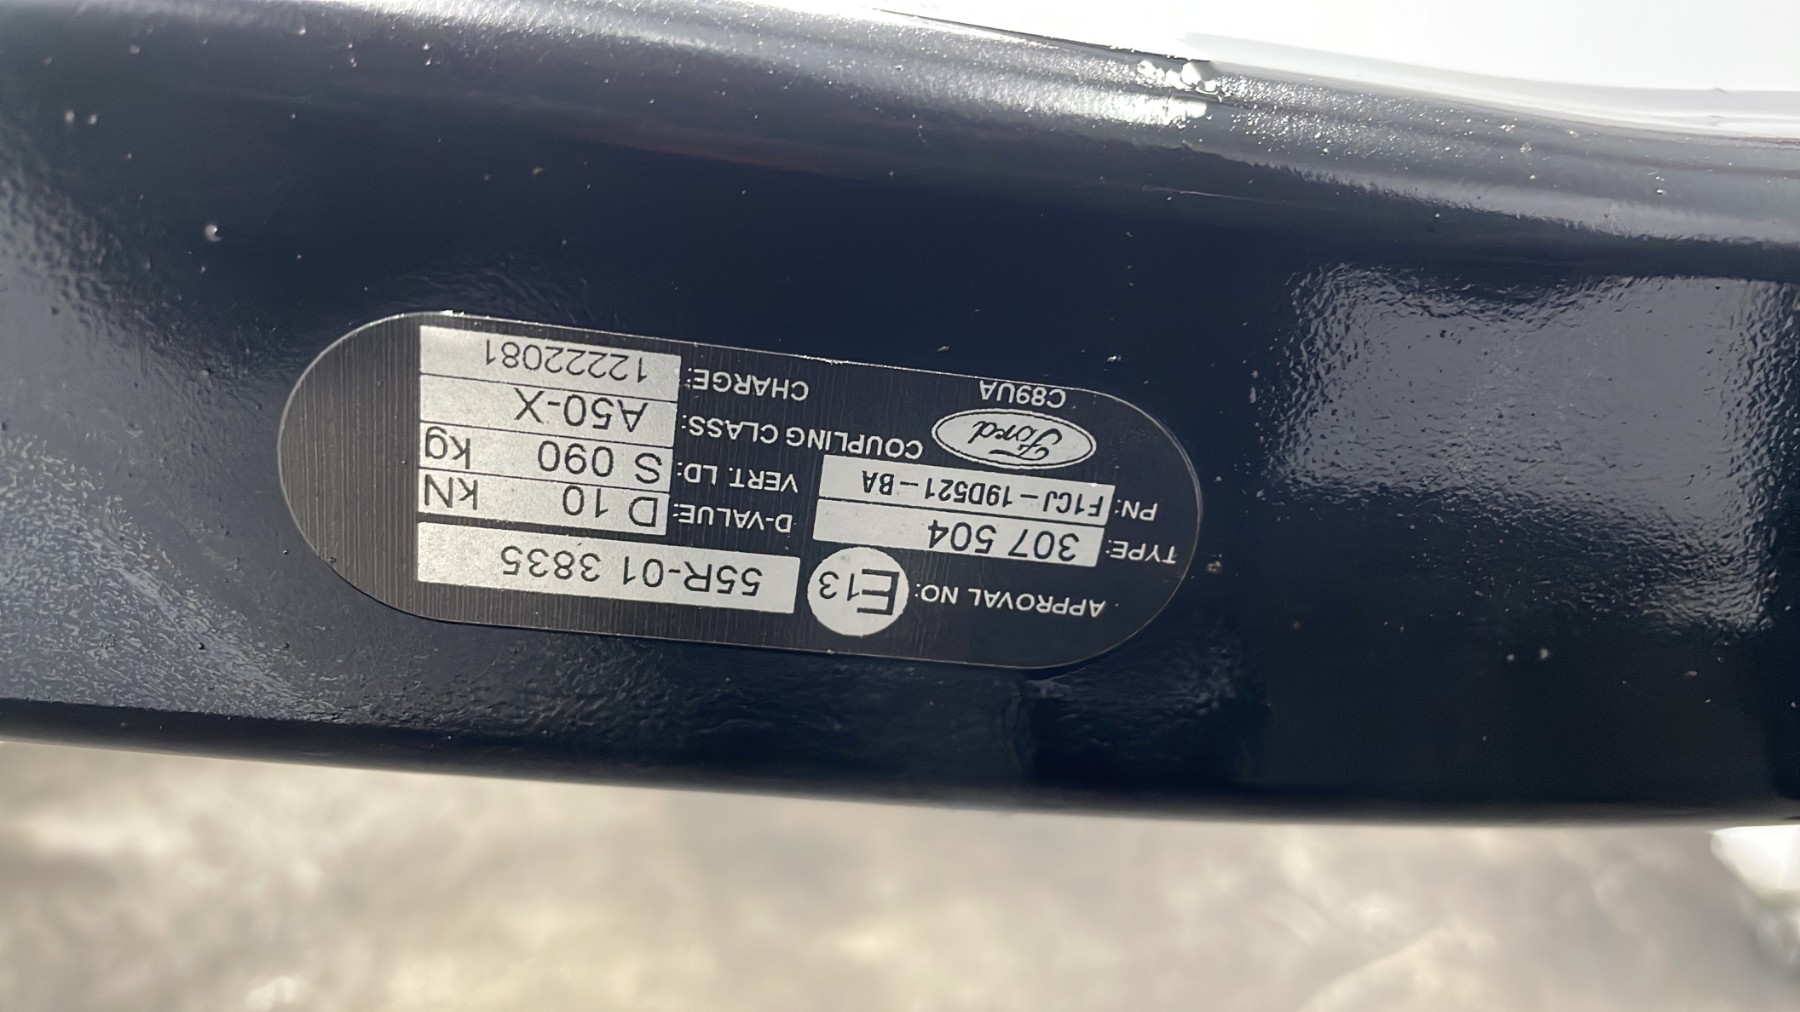 APPROVAL NO: E13 55R-01 3835
TYPE: 307 504
D-VALUE: D 10 kN
PN: F1CJ-19D521-BA
VERT. LD: S 090 kg
Ford
COUPLING CLASS: A50-X
C89UA
CHARGE: 1222081